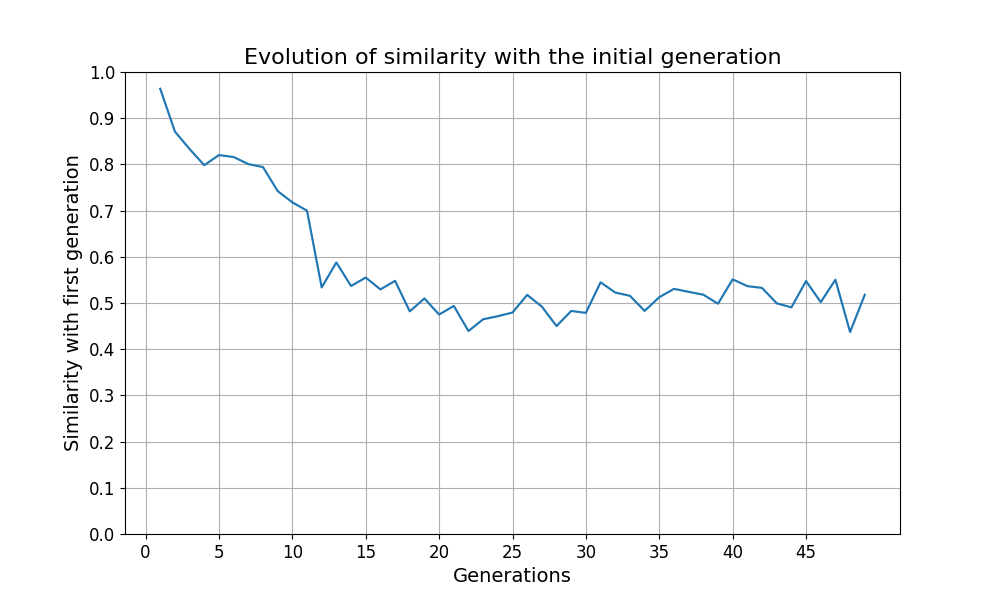 Evolution of similarity with the initial generation
1.0
0.9
0.8
0.7
0.6
0.5
0.4
0.3
0.2
0.1
0.0
Similarity with first generation
0 5 10 15 20 25 30 35 40 45
Generations